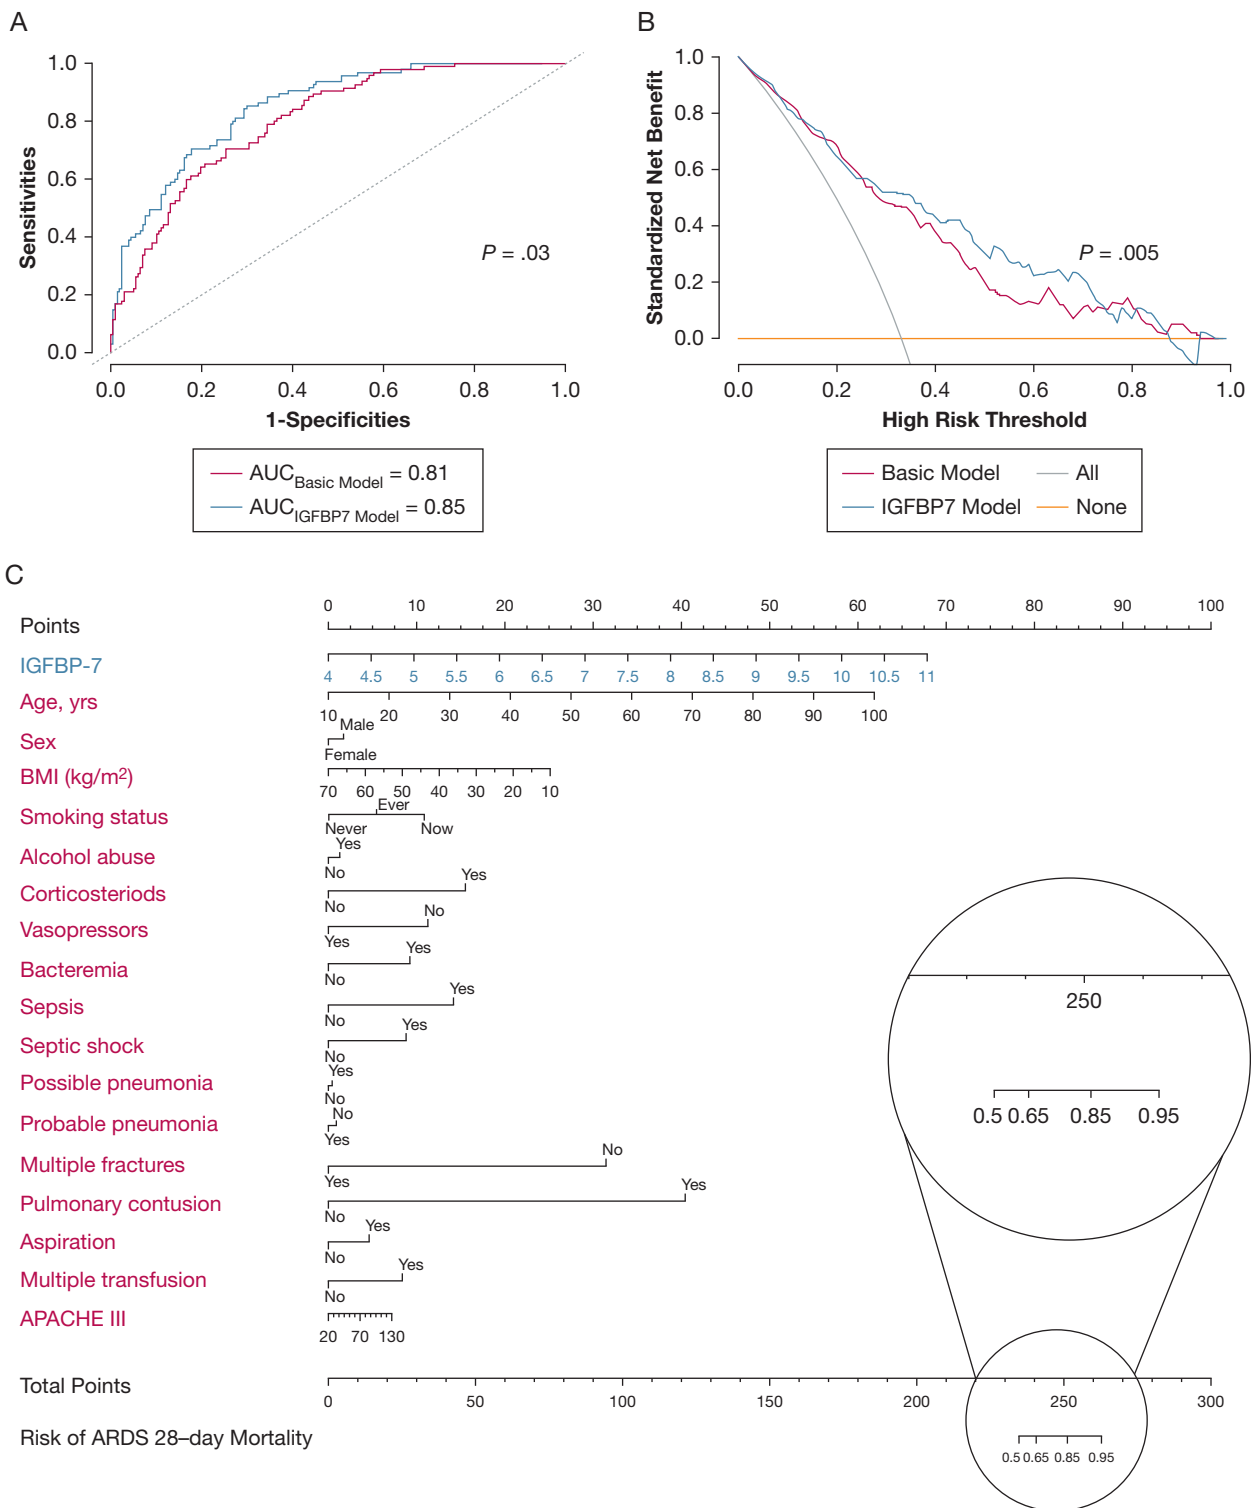 A
1.0
0.8
0.6
0.4
0.2
0.0
Sensitivities
P = .03
0.0 0.2 0.4 0.6 0.8 1.0
1-Specificities
AUC Basic Model = 0.81
AUC IGFBP7 Model = 0.85
B
1.0
0.8
0.6
0.4
0.2
0.0
Standardized Net Benefit
P = .005
0.0 0.2 0.4 0.6 0.8 1.0
High Risk Threshold
Basic Model All
IGFBP7 Model None
C
0 10 20 30 40 50 60 70 80 90 100
Points
IGFBP-7
4 4.5 5 5.5 6 6.5 7 7.5 8 8.5 9 9.5 10 10.5 11
Age, yrs
10 20 30 40 50 60 70 80 90 100
Male
Sex
Female
BMI (kg/m²)
70 60 50 40 30 20 10
Ever
Smoking status
Never Now
Yes
Alcohol abuse
No
Yes
Corticosteriods
No
No
Vasopressors
Yes
Yes
Bacteremia
No
Yes
Sepsis
No
Yes
Septic shock
No
Yes
Possible pneumonia
No
No
Probable pneumonia
Yes
No
Multiple fractures
Yes
Yes
Pulmonary contusion
No
Yes
Aspiration
No
Yes
Multiple transfusion
No
APACHE III
20 70 130
250
0.5 0.65 0.85 0.95
Total Points
0 50 100 150 200 250 300
Risk of ARDS 28–day Mortality
0.5 0.65 0.85 0.95